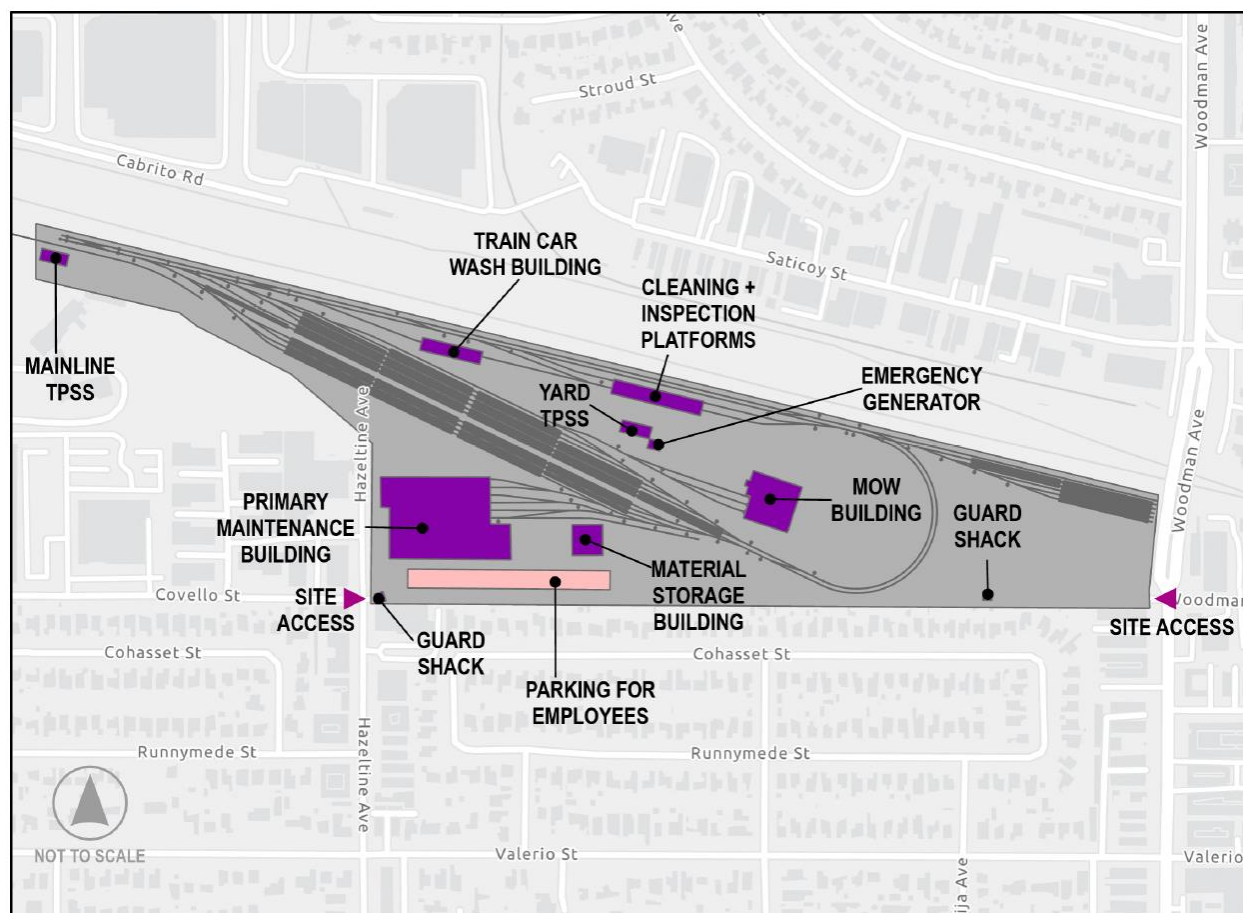 Stroud St
Woodman Ave
Cabrito Rd
TRAIN CAR
WASH BUILDING
Saticoy St
CLEANING +
INSPECTION
PLATFORMS
MAINLINE
TPSS
YARD
TPSS
EMERGENCY
GENERATOR
Hazeltine Ave
Woodman Ave
PRIMARY
MAINTENANCE
BUILDING
MOW
BUILDING
GUARD
SHACK
MATERIAL
STORAGE
BUILDING
Covello St
SITE
ACCESS
Woodman
SITE ACCESS
GUARD
SHACK
Cohasset St
Cohasset St
PARKING FOR
EMPLOYEES
Runnymede St
Runnymede St
Hazeltine Ave
NOT TO SCALE
Valerio St
Valerio
ija Ave